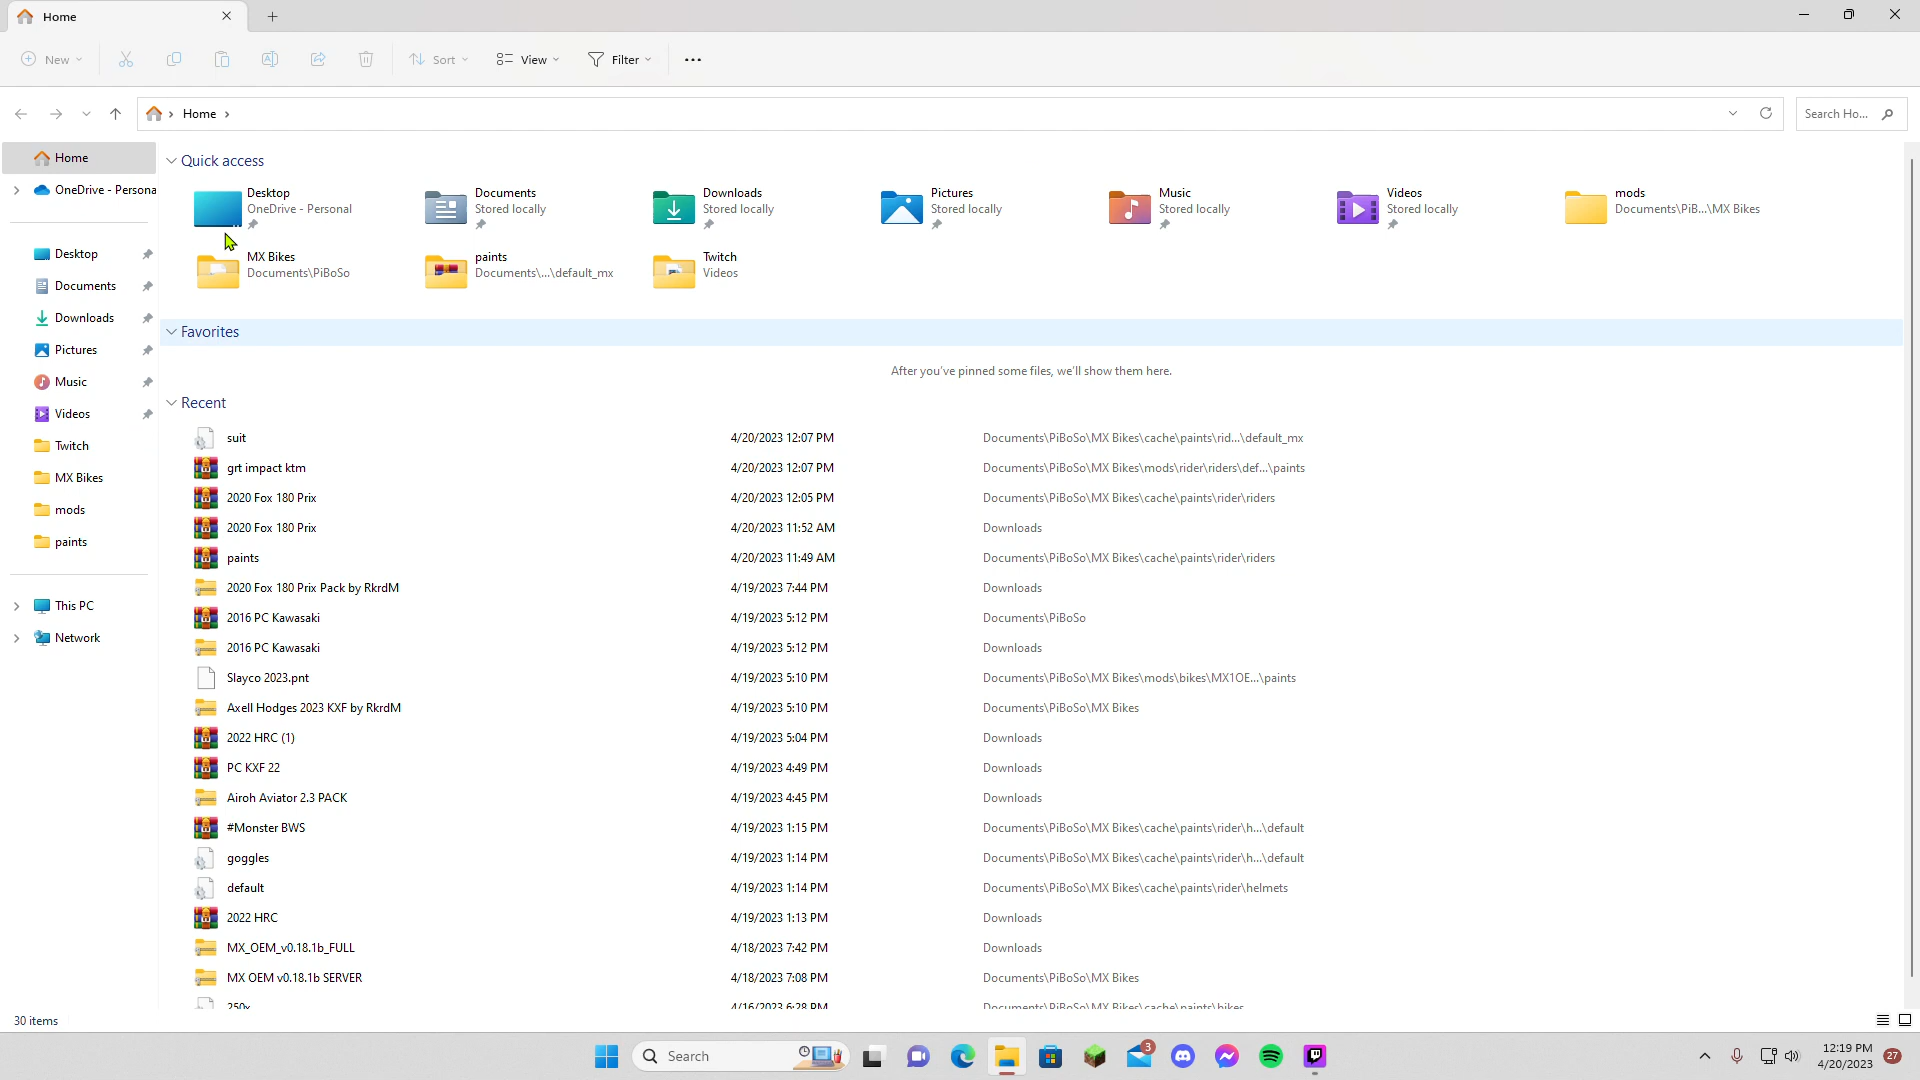 Home
New
Sort
View
Filter
Home
Search Ho...
Home
OneDrive - Persona
Desktop
Documents
Downloads
Pictures
Music
Videos
Twitch
MX Bikes
mods
paints
This PC
Network
Quick access
Desktop
OneDrive - Personal
Documents
Stored locally
Downloads
Stored locally
Pictures
Stored locally
Music
Stored locally
Videos
Stored locally
mods
Documents\PiB...\MX Bikes
MX Bikes
Documents\PiBoSo
paints
Documents\...\default_mx
Twitch
Videos
Favorites
After you've pinned some files, we'll show them here.
Recent
suit 4/20/2023 12:07 PM Documents\PiBoSo\MX Bikes\cache\paints\rid...\default_mx
grt impact ktm 4/20/2023 12:07 PM Documents\PiBoSo\MX Bikes\mods\rider\riders\def...\paints
2020 Fox 180 Prix 4/20/2023 12:05 PM Documents\PiBoSo\MX Bikes\cache\paints\rider\riders
2020 Fox 180 Prix 4/20/2023 11:52 AM Downloads
paints 4/20/2023 11:49 AM Documents\PiBoSo\MX Bikes\cache\paints\rider\riders
2020 Fox 180 Prix Pack by RkrdM 4/19/2023 7:44 PM Downloads
2016 PC Kawasaki 4/19/2023 5:12 PM Documents\PiBoSo
2016 PC Kawasaki 4/19/2023 5:12 PM Downloads
Slayco 2023.pnt 4/19/2023 5:10 PM Documents\PiBoSo\MX Bikes\mods\bikes\MX1OE...\paints
Axell Hodges 2023 KXF by RkrdM 4/19/2023 5:10 PM Documents\PiBoSo\MX Bikes
2022 HRC (1) 4/19/2023 5:04 PM Downloads
PC KXF 22 4/19/2023 4:49 PM Downloads
Airoh Aviator 2.3 PACK 4/19/2023 4:45 PM Downloads
#Monster BWS 4/19/2023 1:15 PM Documents\PiBoSo\MX Bikes\cache\paints\rider\h...\default
goggles 4/19/2023 1:14 PM Documents\PiBoSo\MX Bikes\cache\paints\rider\h...\default
default 4/19/2023 1:14 PM Documents\PiBoSo\MX Bikes\cache\paints\rider\helmets
2022 HRC 4/19/2023 1:13 PM Downloads
MX_OEM_v0.18.1b_FULL 4/18/2023 7:42 PM Downloads
MX OEM v0.18.1b SERVER 4/18/2023 7:08 PM Documents\PiBoSo\MX Bikes
250x 4/16/2023 6:28 PM Documents\PiBoSo\MX Bikes\cache\paints\bikes
30 items
Search
3
12:19 PM
4/20/2023
27